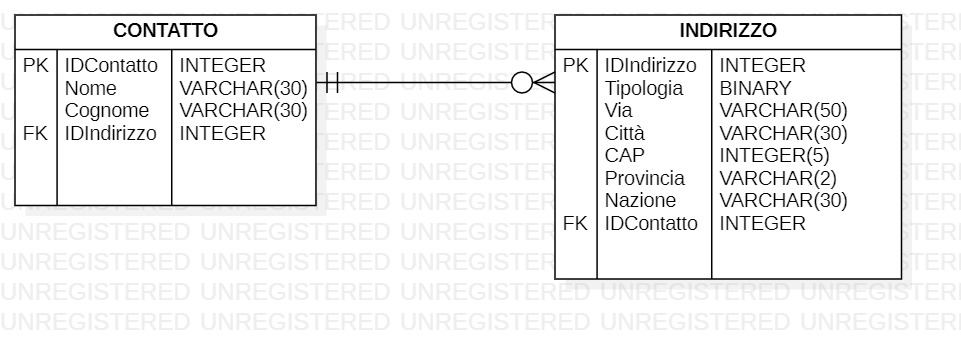 CONTATTO
PK IDContatto INTEGER
Nome VARCHAR(30)
Cognome VARCHAR(30)
FK IDIndirizzo INTEGER
INDIRIZZO
PK IDIndirizzo INTEGER
Tipologia BINARY
Via VARCHAR(50)
Città VARCHAR(30)
CAP INTEGER(5)
Provincia VARCHAR(2)
Nazione VARCHAR(30)
FK IDContatto INTEGER
UNREGISTERED UNREGISTERED UNREGISTERED UNREGISTERED UNREGISTERED